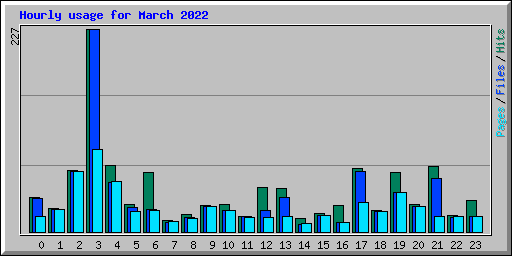 Hourly usage for March 2022
227
Pages/Files/Hits
0 1 2 3 4 5 6 7 8 9 10 11 12 13 14 15 16 17 18 19 20 21 22 23